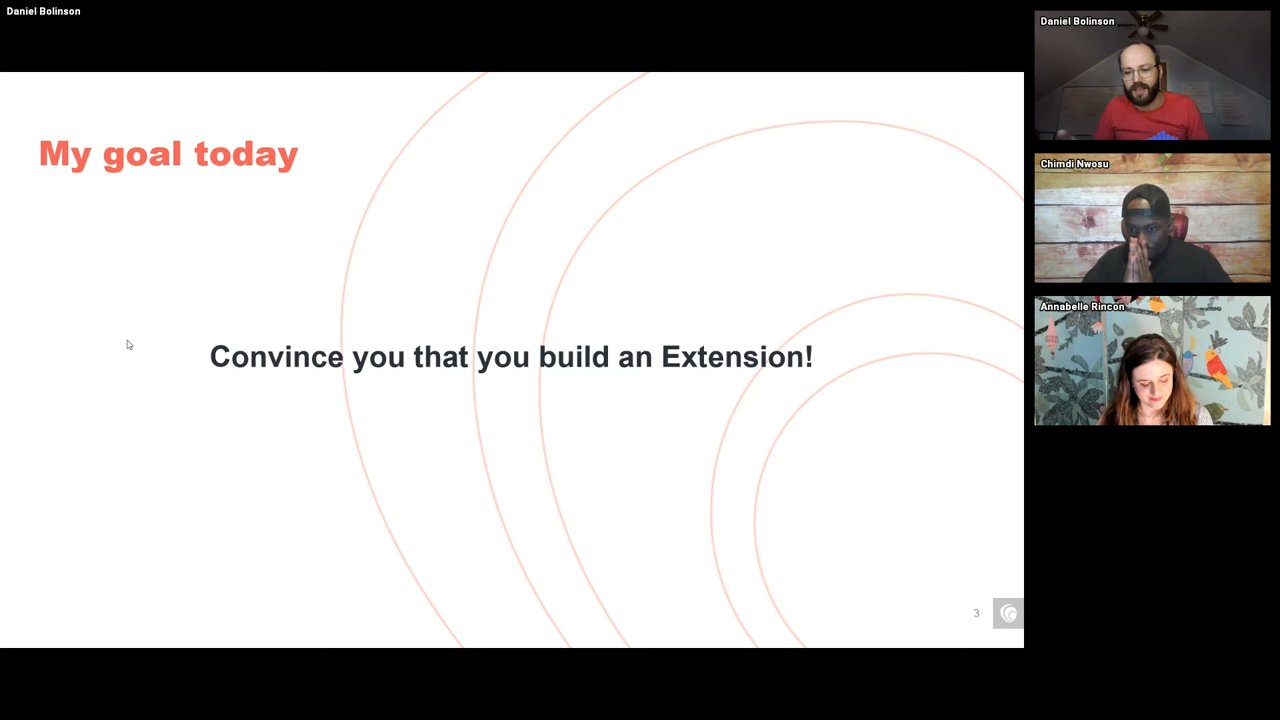 Daniel Bolinson
My goal today
Convince you that you build an Extension!
3
Daniel Bolinson
Chimdi Nwosu
Annabelle Rincon